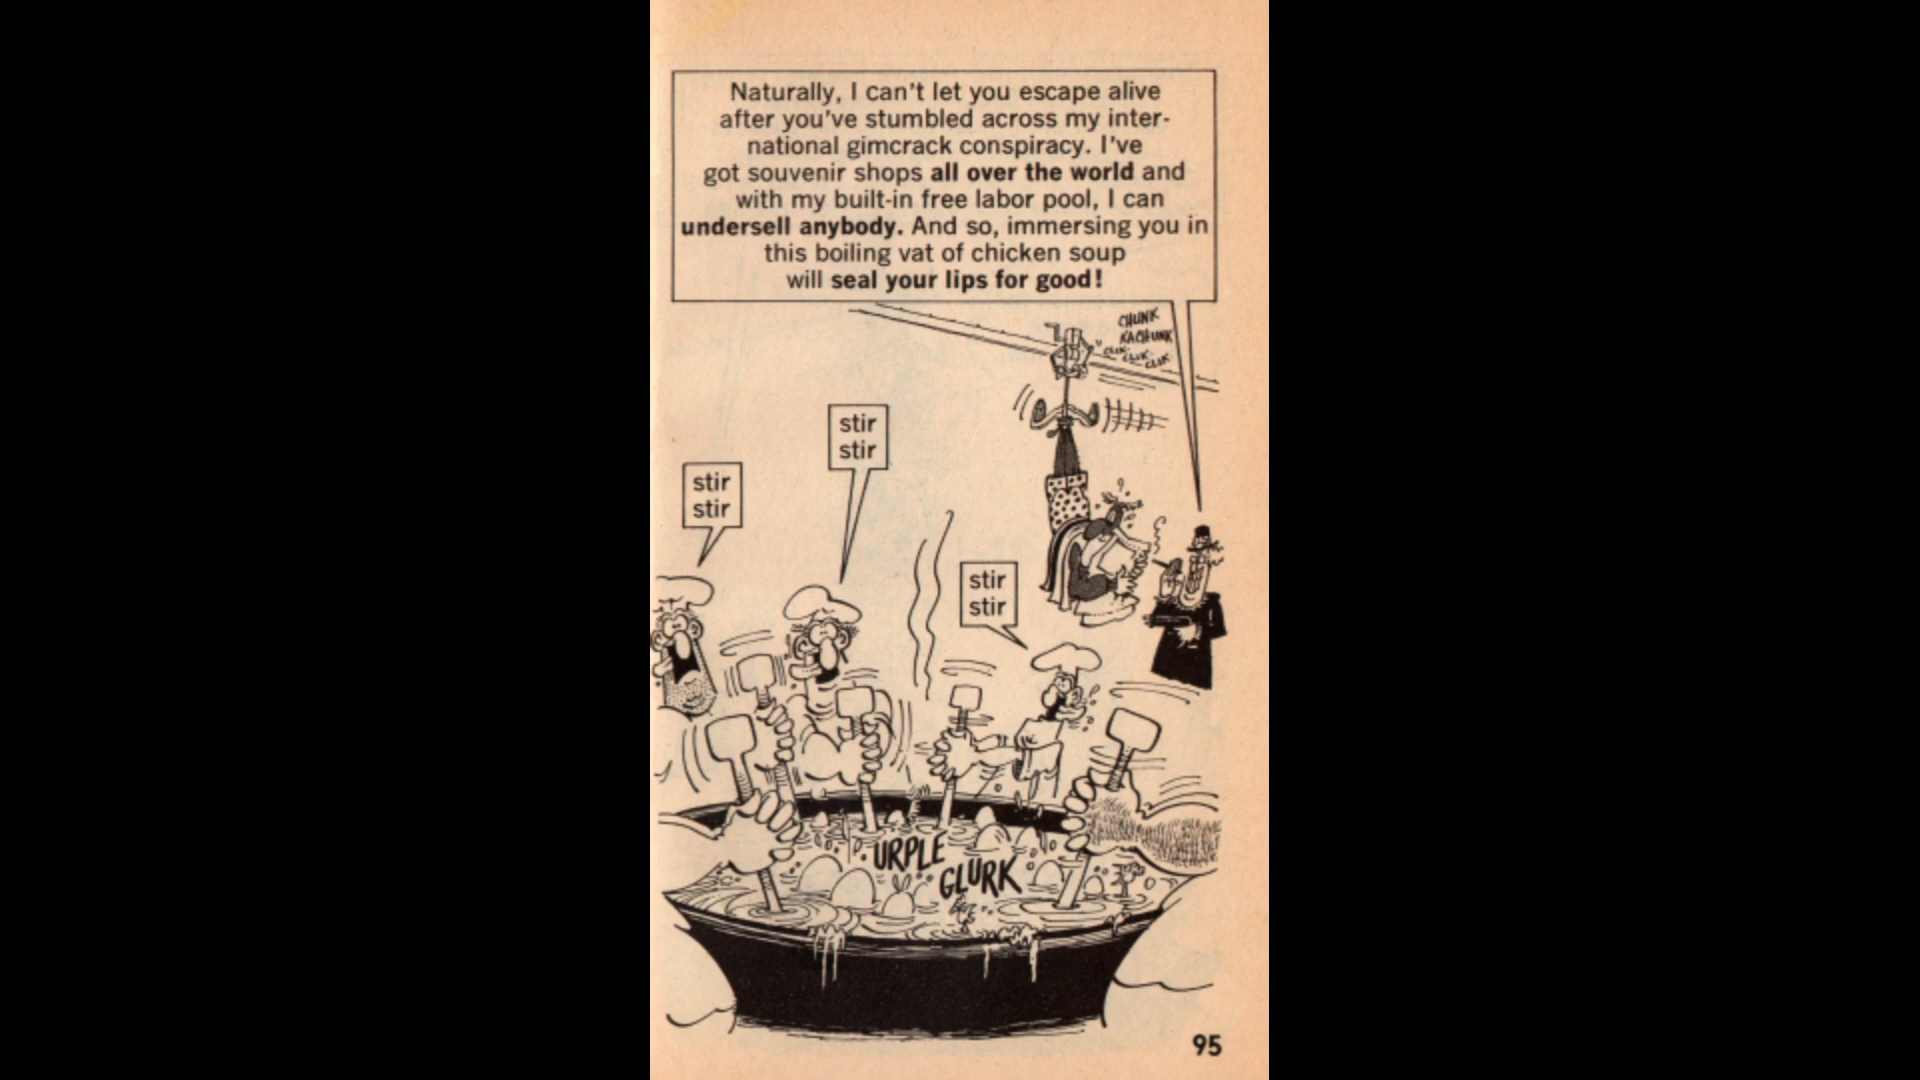 Naturally, I can't let you escape alive
after you've stumbled across my inter-
national gimcrack conspiracy. I've
got souvenir shops all over the world and
with my built-in free labor pool, I can
undersell anybody. And so, immersing you in
this boiling vat of chicken soup
will seal your lips for good!
CHUNK
KACHUNK
CLIK
CLIK
CLIK
stir
stir
stir
stir
stir
stir
URPLE
GLURK
95